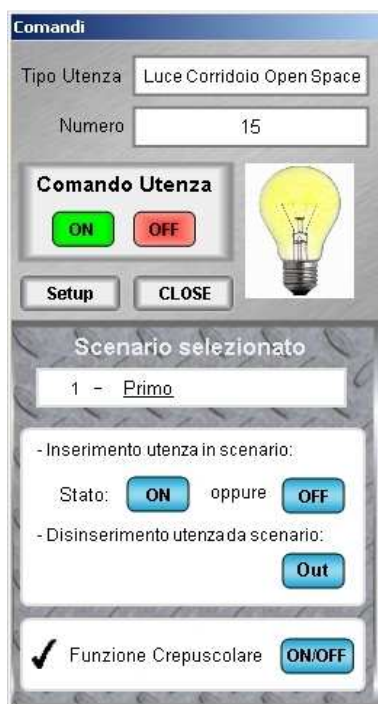 Comandi
Tipo Utenza Luce Corridoio Open Space
Numero 15
Comando Utenza
ON OFF
Setup CLOSE
Scenario selezionato
1 - Primo
- Inserimento utenza in scenario:
Stato: ON oppure OFF
- Disinserimento utenza da scenario:
Out
Funzione Crepuscolare ON/OFF